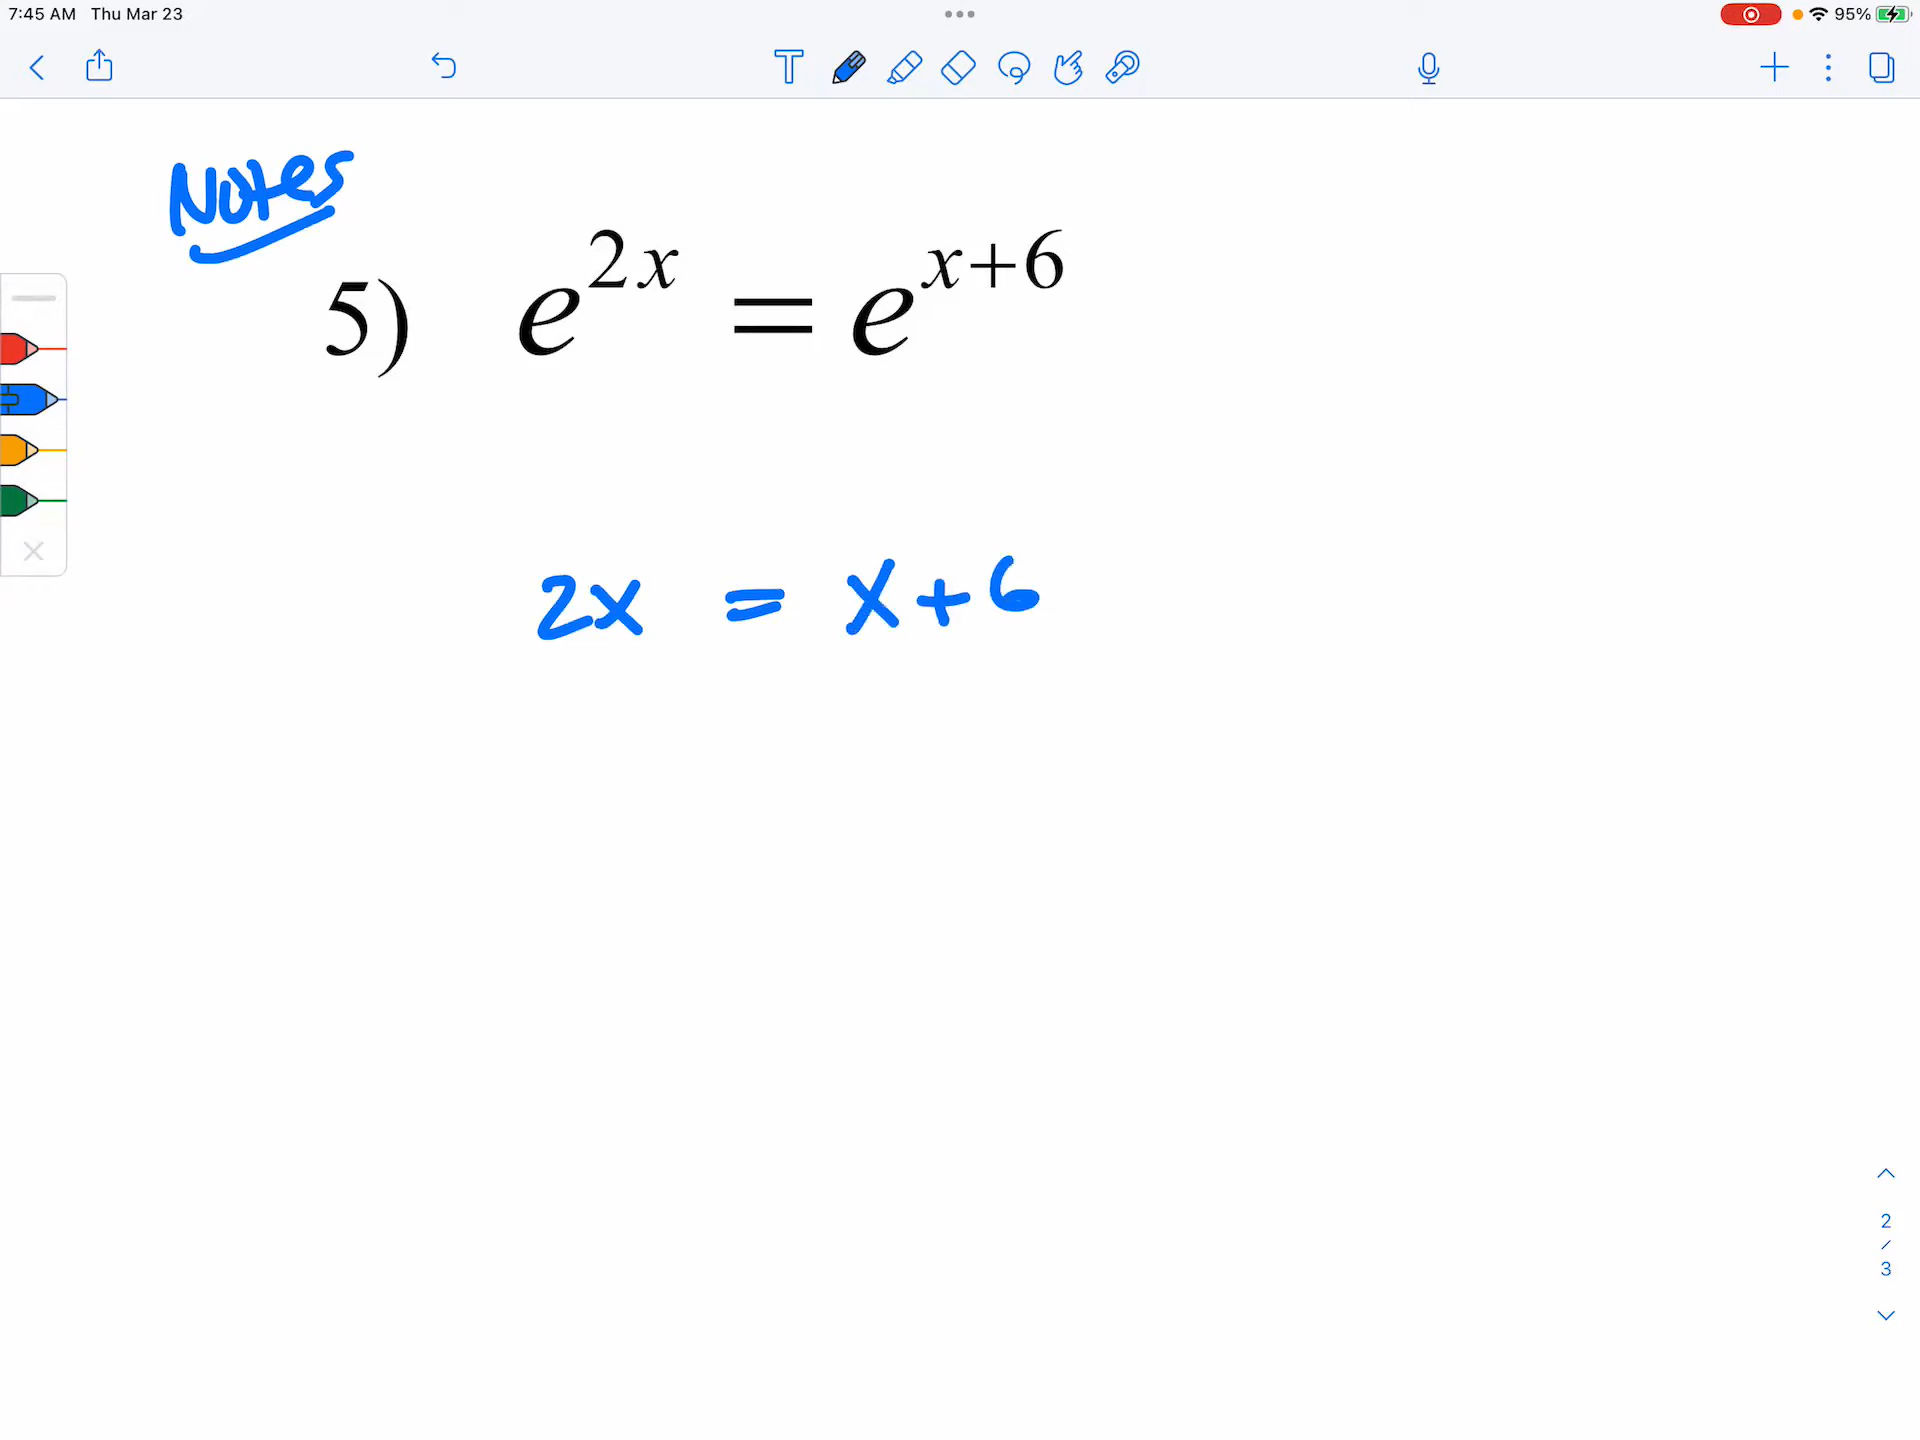 7:45 AM Thu Mar 23
95%
T
Notes
5) e^{2x} = e^{x+6}
2x = x+6
2
/
3